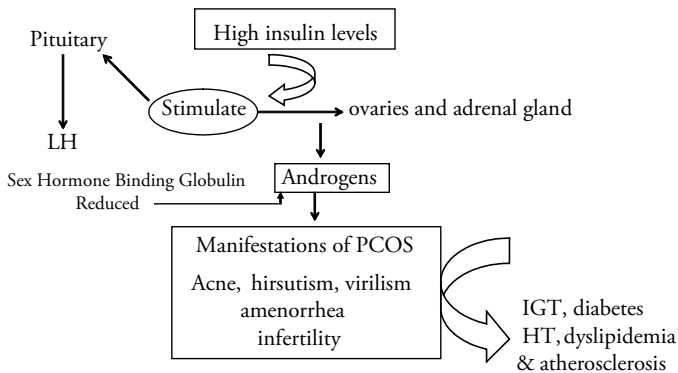 High insulin levels
Pituitary
Stimulate
ovaries and adrenal gland
LH
Sex Hormone Binding Globulin
Reduced
Androgens
Manifestations of PCOS
Acne, hirsutism, virilism
amenorrhea
infertility
IGT, diabetes
HT, dyslipidemia
& atherosclerosis